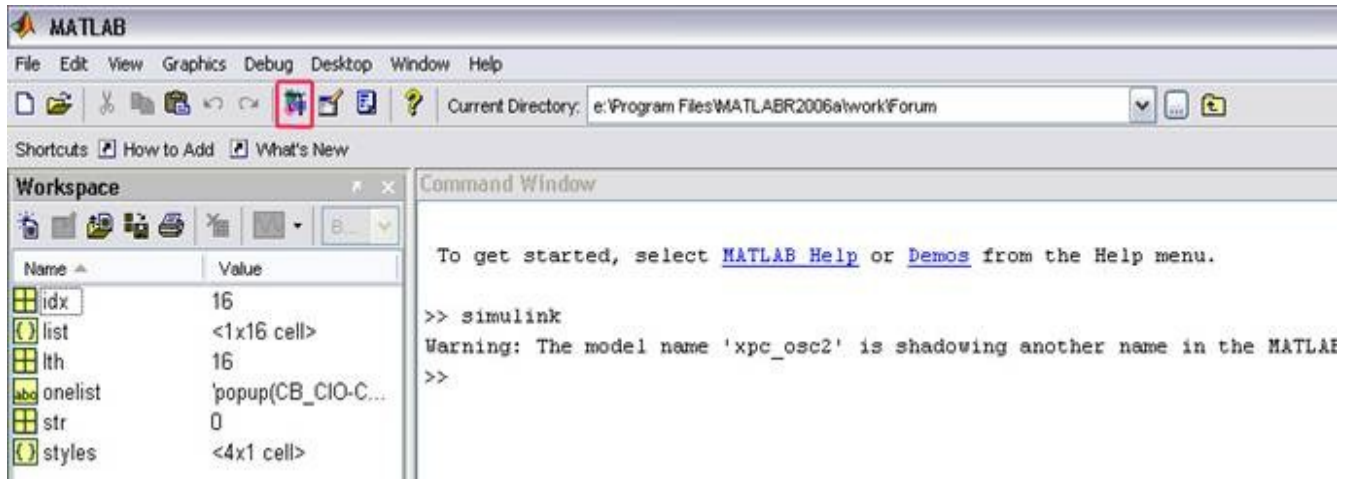 MATLAB
File Edit View Graphics Debug Desktop Window Help
Current Directory: e:\Program Files\MATLABR2006a\work\Forum
Shortcuts How to Add What's New
Workspace
B...
Name Value
idx 16
list <1x16 cell>
lth 16
abc onelist 'popup(CB_CIO-C...
str 0
styles <4x1 cell>
Command Window
To get started, select MATLAB Help or Demos from the Help menu.
>> simulink
Warning: The model name 'xpc_osc2' is shadowing another name in the MATLAB
>>